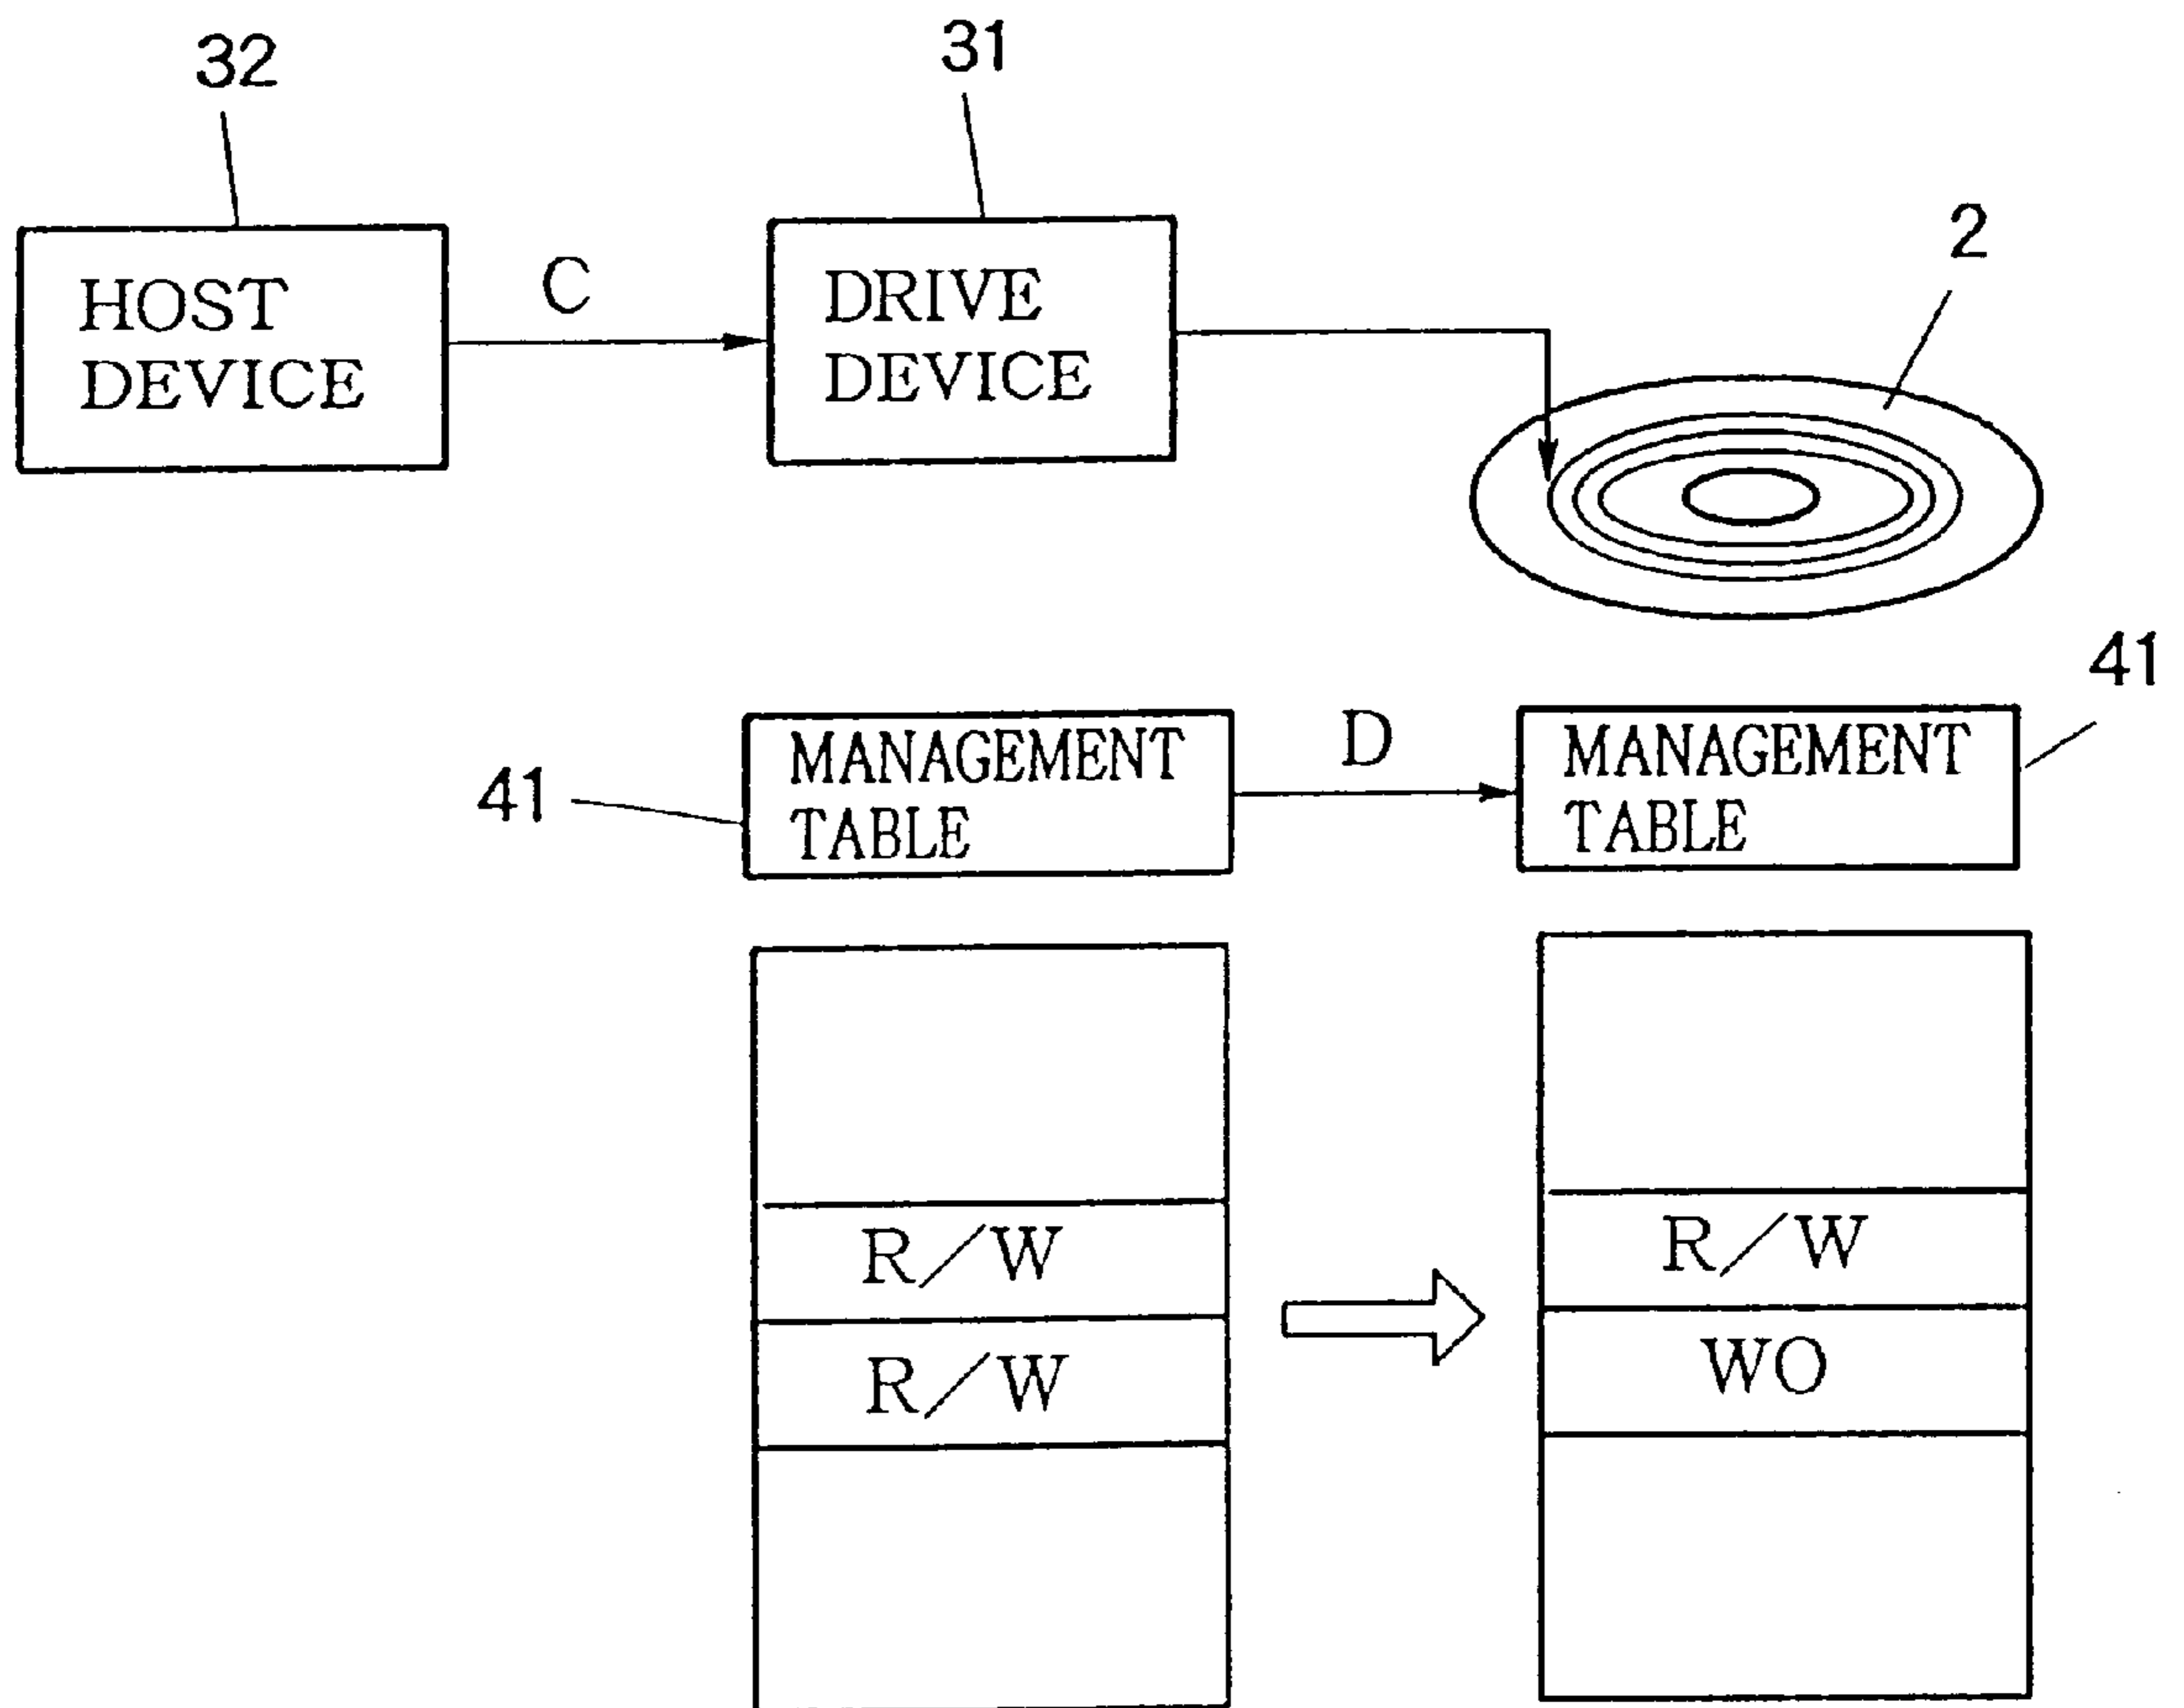 32
31
2
HOST
DEVICE
C
DRIVE
DEVICE
41
MANAGEMENT
TABLE
D
MANAGEMENT
TABLE
41
R/W
R/W
R/W
WO